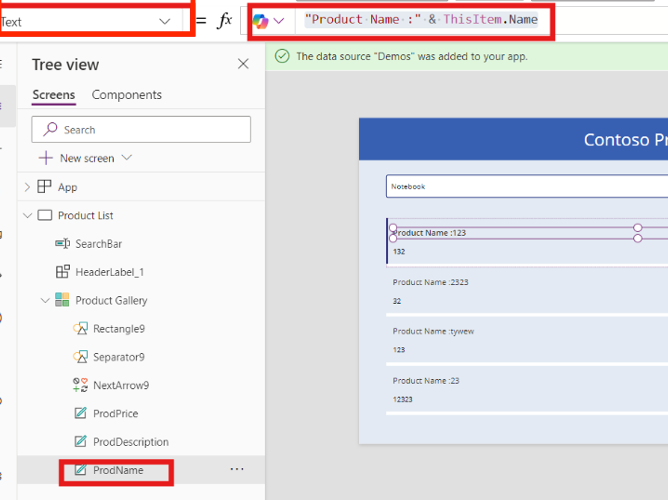 Text
= fx
"Product Name :" & ThisItem.Name
Tree view
The data source "Demos" was added to your app.
Screens Components
Search
New screen
App
Product List
SearchBar
HeaderLabel_1
Product Gallery
Rectangle9
Separator9
NextArrow9
ProdPrice
ProdDescription
ProdName
Contoso Pr
Notebook
Product Name :123
132
Product Name :2323
32
Product Name :tywew
123
Product Name :23
12323